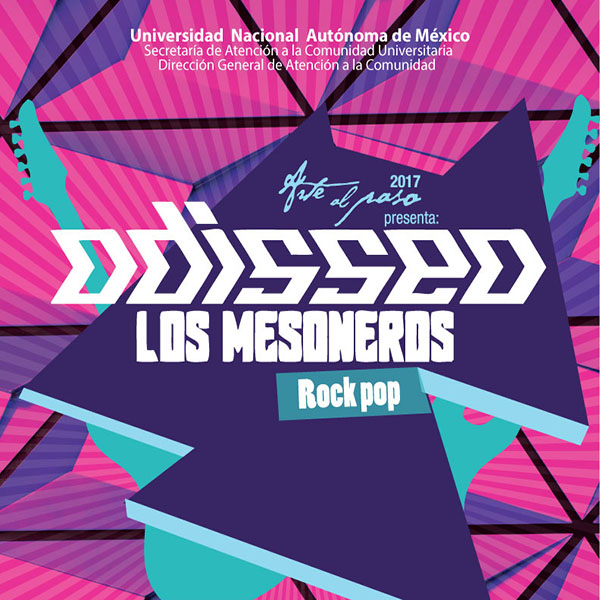 Universidad Nacional Autónoma de México
Secretaría de Atención a la Comunidad Universitaria
Dirección General de Atención a la Comunidad
Arte al paso 2017
presenta:
odisseo
LOS MESONEROS
Rock pop